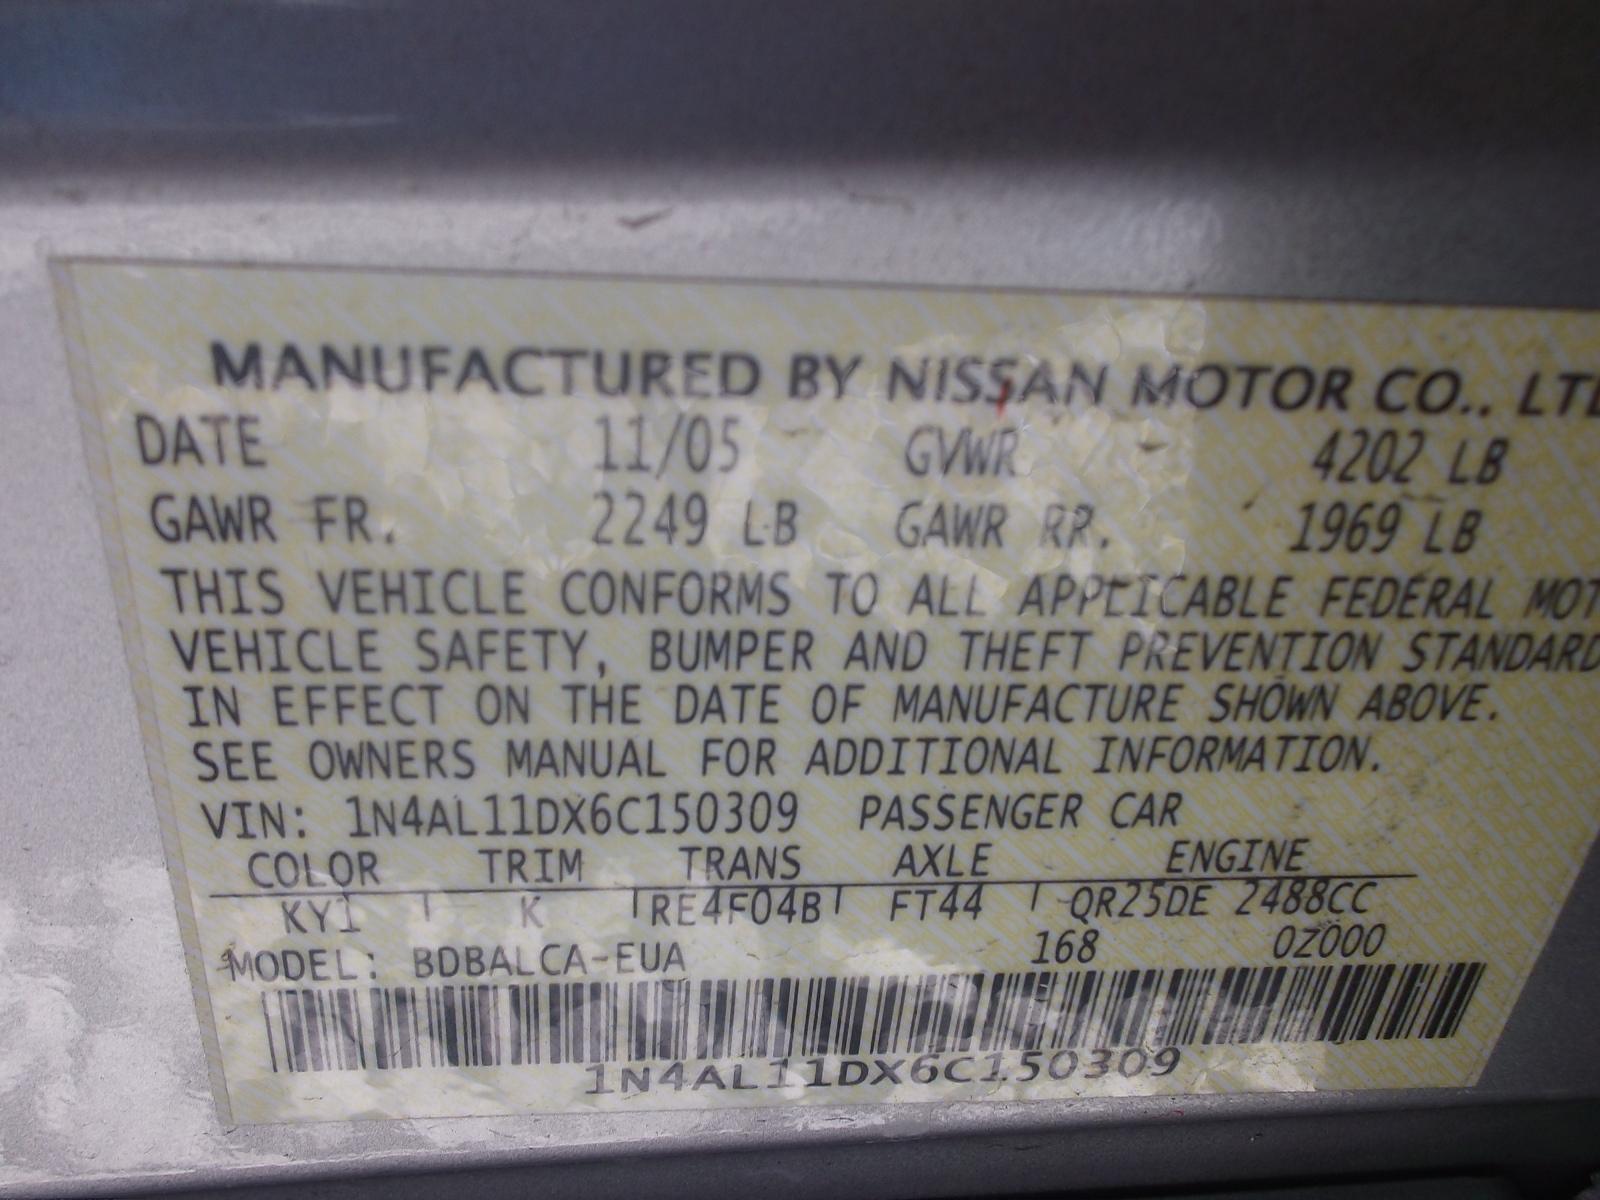 MANUFACTURED BY NISSAN MOTOR CO., LTD
DATE 11/05 GVWR 4202 LB
GAWR FR. 2249 LB GAWR RR. 1969 LB
THIS VEHICLE CONFORMS TO ALL APPLICABLE FEDERAL MOT
VEHICLE SAFETY, BUMPER AND THEFT PREVENTION STANDARD
IN EFFECT ON THE DATE OF MANUFACTURE SHOWN ABOVE.
SEE OWNERS MANUAL FOR ADDITIONAL INFORMATION.
VIN: 1N4AL11DX6C150309 PASSENGER CAR
COLOR TRIM TRANS AXLE ENGINE
KY1 K RE4F04B FT44 QR25DE 2488CC
MODEL: BDBALCA-EUA 168 0Z000
1N4AL11DX6C150309